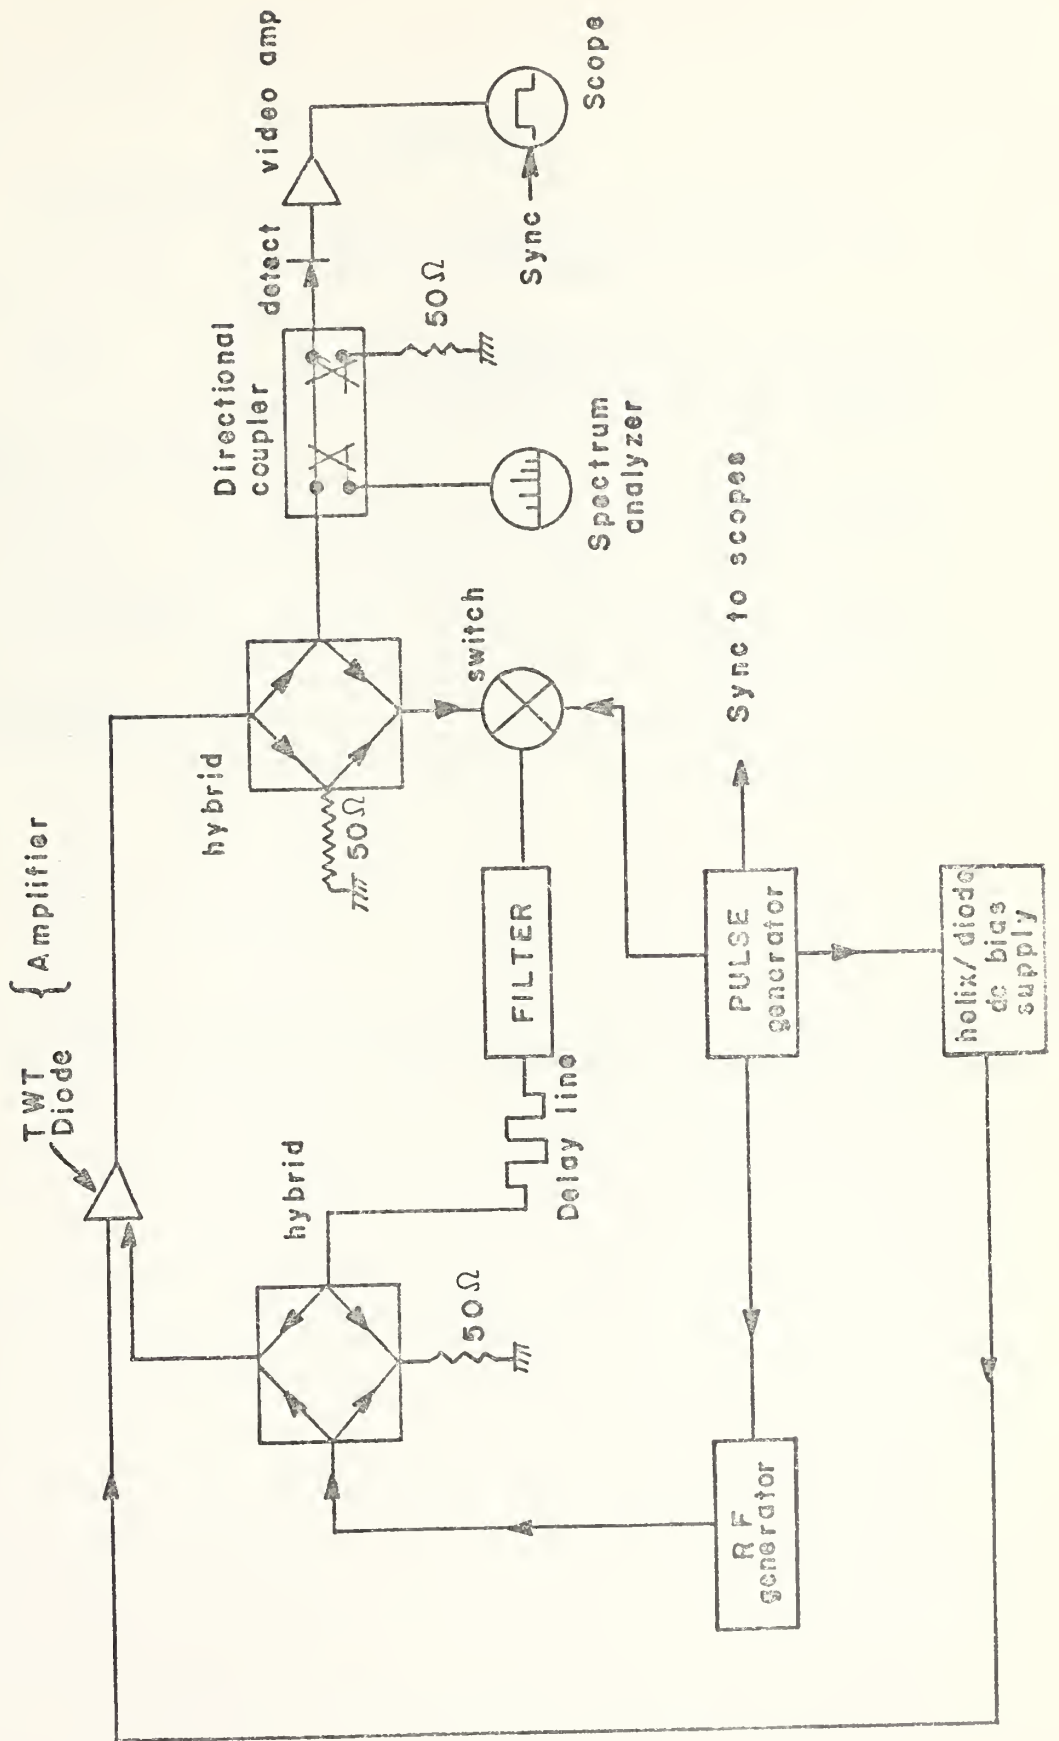 TWT
Diode
{ Amplifier
hybrid
Directional
coupler
detect
video amp
hybrid
50Ω
50Ω
50Ω
switch
Spectrum
analyzer
Sync
Scope
Delay line
FILTER
RF
generator
PULSE
generator
Sync to scopes
helix/diode
dc bias
supply